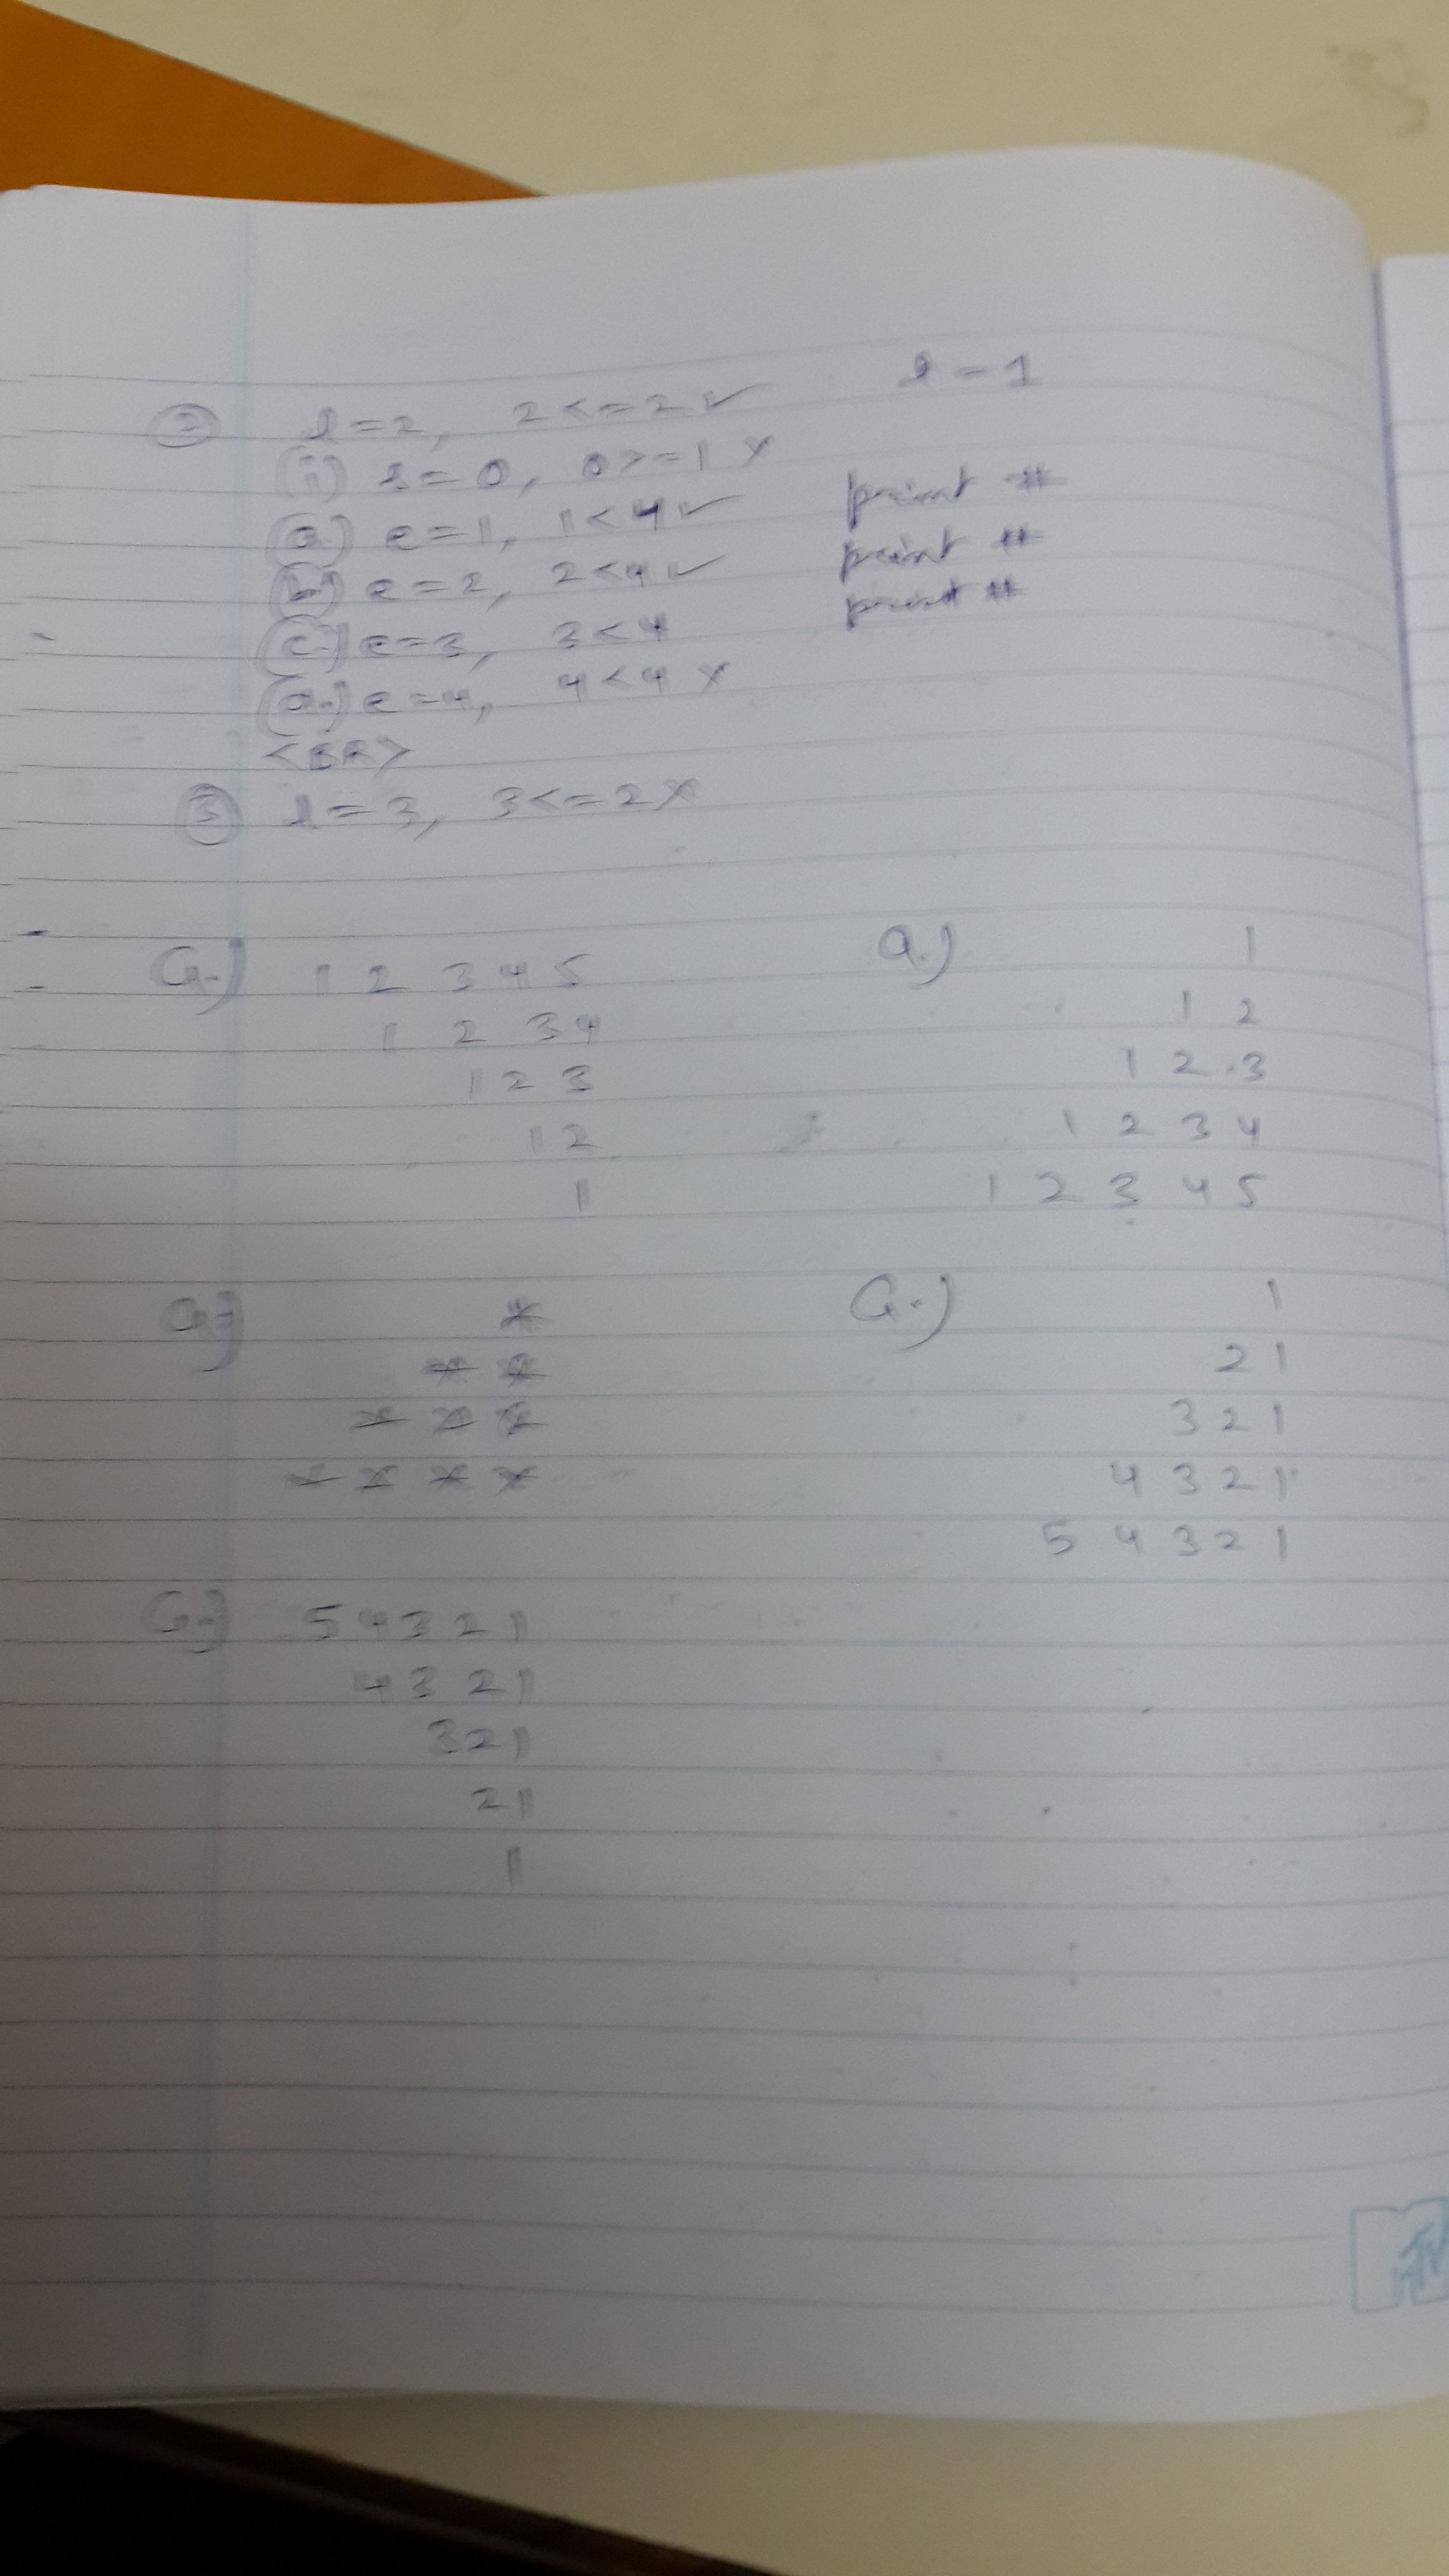 l - 1
② l = 2, 2 <= 2 ✓
(ii) s = 0, 0 >= 1 ×
(a.) e = 1, 1 < 4 ✓ print #
(b.) e = 2, 2 < 4 ✓ print #
(c.) e = 3, 3 < 4 print #
(d.) e = 4, 4 < 4 ×
<BR>
③ l = 3, 3 <= 2 ×
Q.) 1 2 3 4 5
1 2 3 4
1 2 3
1 2
1
Q.) 1
1 2
1 2 3
1 2 3 4
1 2 3 4 5
Q.) *
* *
* * *
* * * *
Q.) 1
2 1
3 2 1
4 3 2 1
5 4 3 2 1
Q.) 5 4 3 2 1
4 3 2 1
3 2 1
2 1
1